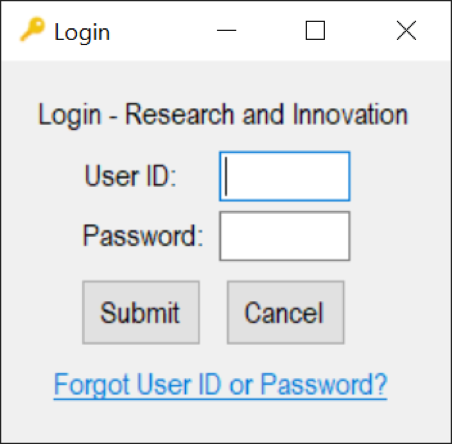 Login
Login - Research and Innovation
User ID:
Password:
Submit Cancel
Forgot User ID or Password?